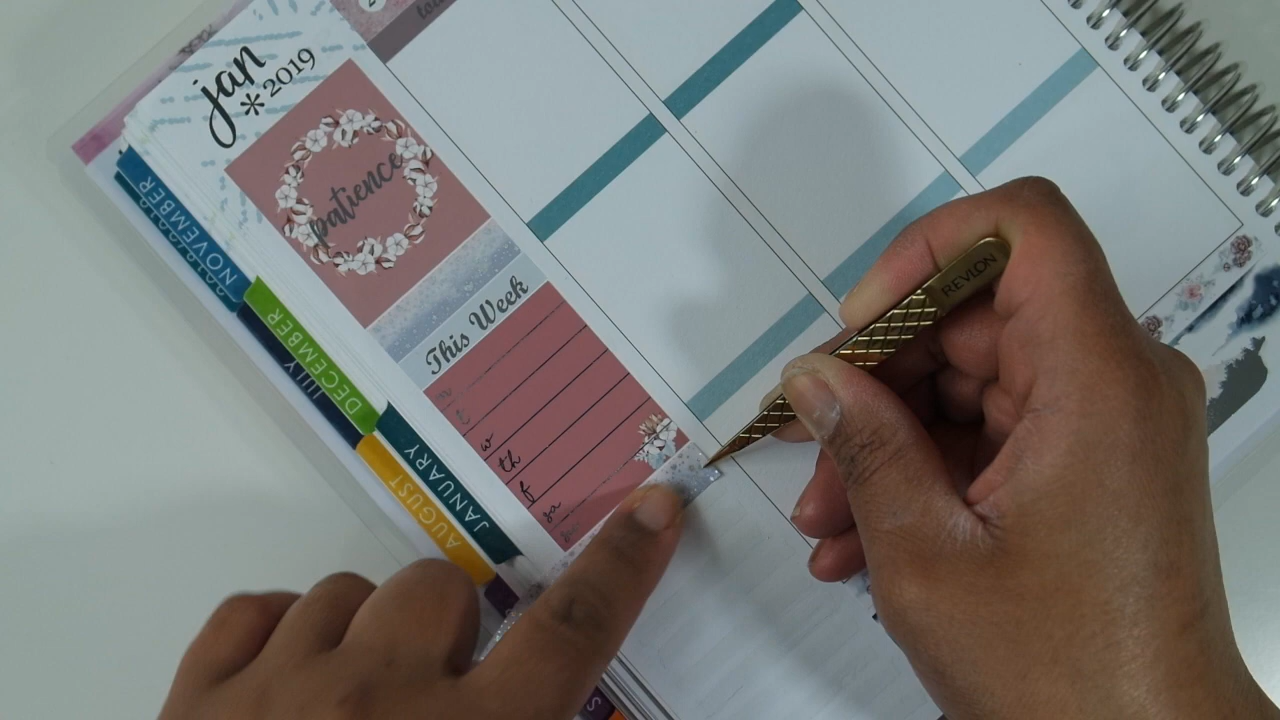 jan
*2019
patience
This Week
m
t
w
th
f
sa
REVLON
NOVEMBER
DECEMBER
JULY
JANUARY
AUGUST